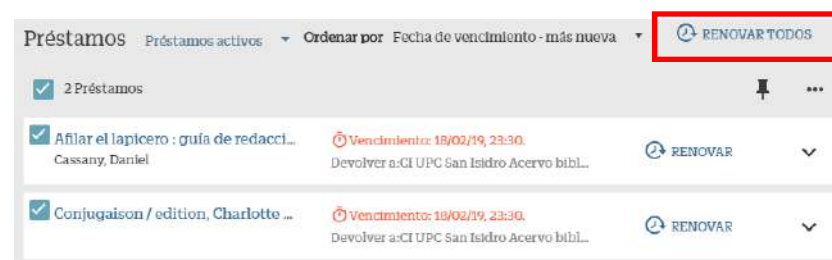 Préstamos Préstamos activos Ordenar por Fecha de vencimiento - más nueva RENOVAR TODOS
2 Préstamos
Afilar el lapicero : guía de redacci... Vencimiento: 18/02/19, 23:30. RENOVAR
Cassany, Daniel Devolver a:CI UPC San Isidro Acervo bibl...
Conjugaison / edition, Charlotte ... Vencimiento: 18/02/19, 23:30. RENOVAR
Devolver a:CI UPC San Isidro Acervo bibl...